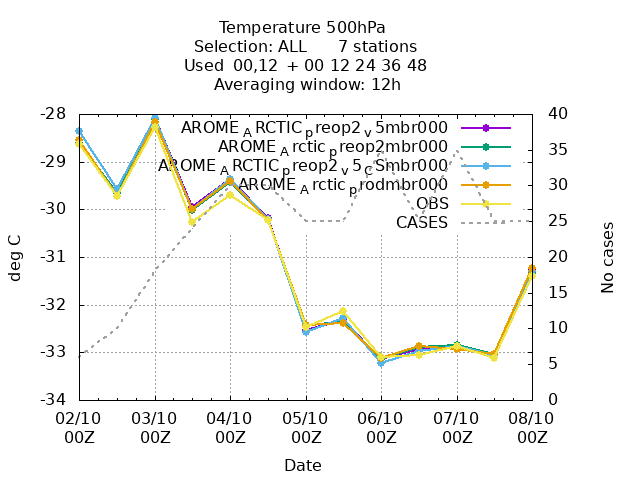 Temperature 500hPa
Selection: ALL 7 stations
Used 00,12 + 00 12 24 36 48
Averaging window: 12h
-28
-29
-30
-31
-32
-33
-34
deg C
AROME_ARCTIC_preop2_v5mbr000
AROME_Arctic_preop2mbr000
AROME_ARCTIC_preop2_v5_CSmbr000
AROME_Arctic_prodmbr000
OBS
CASES
40
35
30
25
20
15
10
5
0
No cases
02/10 03/10 04/10 05/10 06/10 07/10 08/10
00Z 00Z 00Z 00Z 00Z 00Z 00Z
Date